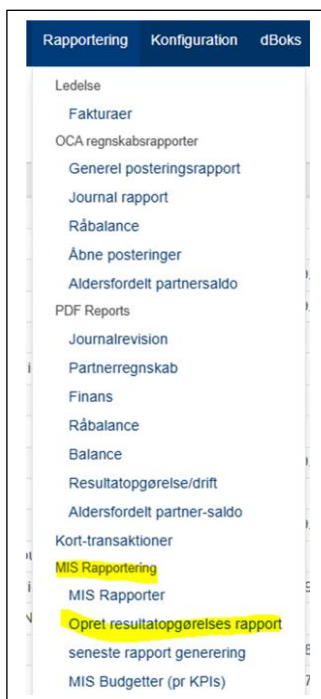 Rapportering Konfiguration dBoks
Ledelse
Fakturaer
OCA regnskabsrapporter
Generel posteringsrapport
Journal rapport
Råbalance
Åbne posteringer
Aldersfordelt partnersaldo
PDF Reports
Journalrevision
Partnerregnskab
Finans
Råbalance
Balance
Resultatopgørelse/drift
Aldersfordelt partner-saldo
Kort-transaktioner
MIS Rapportering
MIS Rapporter
Opret resultatopgørelses rapport
seneste rapport generering
MIS Budgetter (pr KPIs)